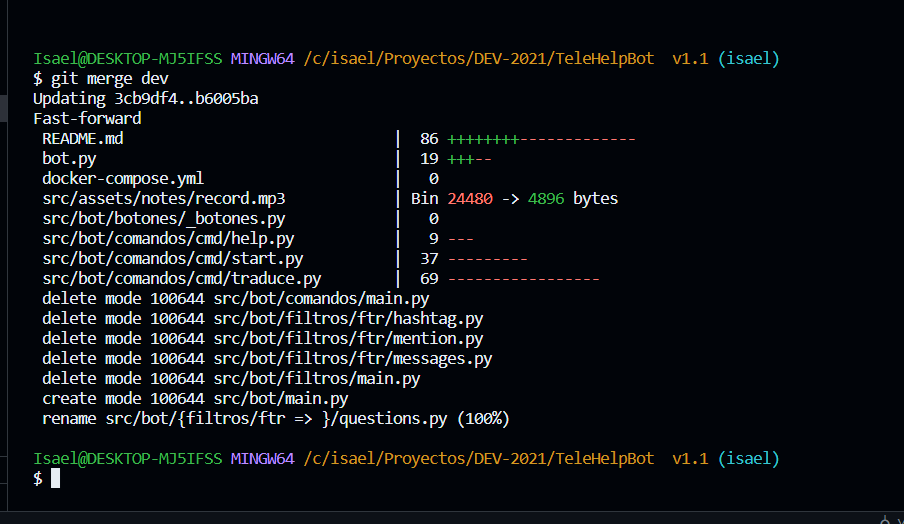 Isael@DESKTOP-MJ5IFSS MINGW64 /c/isael/Proyectos/DEV-2021/TeleHelpBot  v1.1 (isael)
$ git merge dev
Updating 3cb9df4..b6005ba
Fast-forward
 README.md                              |  86 ++++++++-------------
 bot.py                                 |  19 +++--
 docker-compose.yml                     |   0
 src/assets/notes/record.mp3            | Bin 24480 -> 4896 bytes
 src/bot/botones/_botones.py            |   0
 src/bot/comandos/cmd/help.py           |   9 ---
 src/bot/comandos/cmd/start.py          |  37 ---------
 src/bot/comandos/cmd/traduce.py        |  69 -----------------
 delete mode 100644 src/bot/comandos/main.py
 delete mode 100644 src/bot/filtros/ftr/hashtag.py
 delete mode 100644 src/bot/filtros/ftr/mention.py
 delete mode 100644 src/bot/filtros/ftr/messages.py
 delete mode 100644 src/bot/filtros/main.py
 create mode 100644 src/bot/main.py
 rename src/bot/{filtros/ftr => }/questions.py (100%)
Isael@DESKTOP-MJ5IFSS MINGW64 /c/isael/Proyectos/DEV-2021/TeleHelpBot  v1.1 (isael)
$